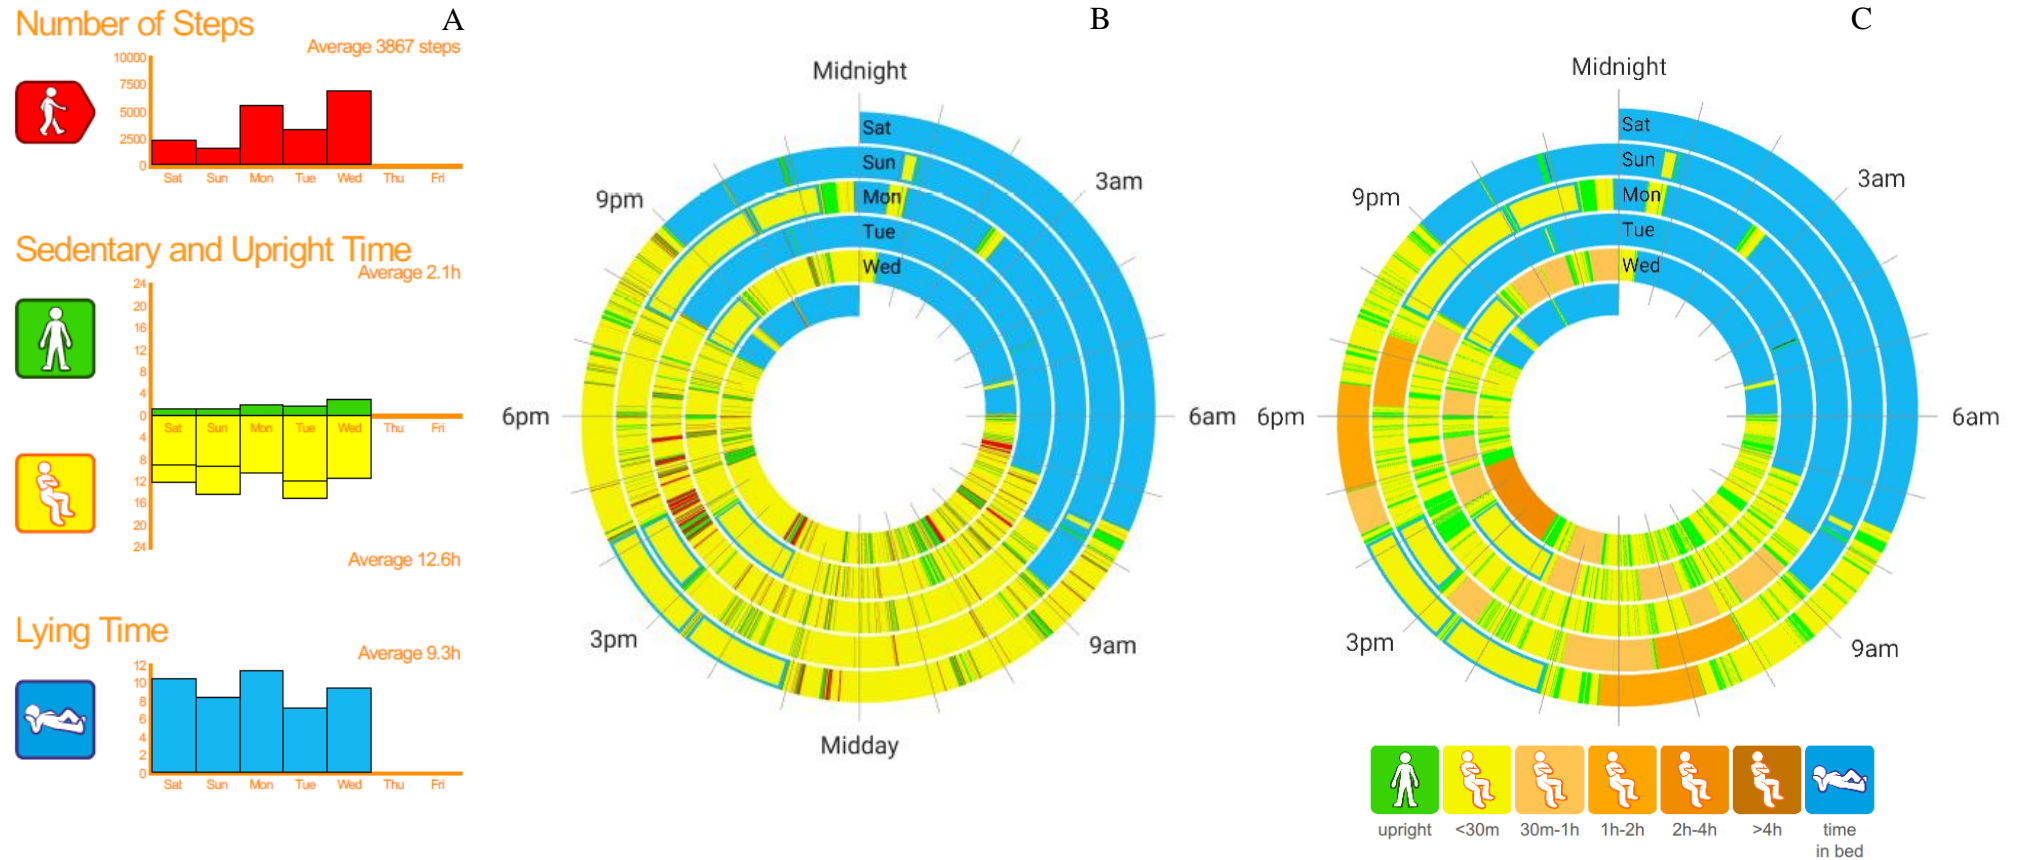 A
Number of Steps
Average 3867 steps
10000
7500
5000
2500
0
Sat Sun Mon Tue Wed Thu Fri
Sedentary and Upright Time
Average 2.1h
24
20
16
12
8
4
0
Sat Sun Mon Tue Wed Thu Fri
4
8
12
16
20
24
Average 12.6h
Lying Time
Average 9.3h
12
10
8
6
4
2
0
Sat Sun Mon Tue Wed Thu Fri
B
Midnight
Sat
Sun
Mon
Tue
Wed
3am
6am
9am
Midday
3pm
6pm
9pm
C
Midnight
Sat
Sun
Mon
Tue
Wed
3am
6am
9am
3pm
6pm
9pm
upright <30m 30m-1h 1h-2h 2h-4h >4h time
in bed